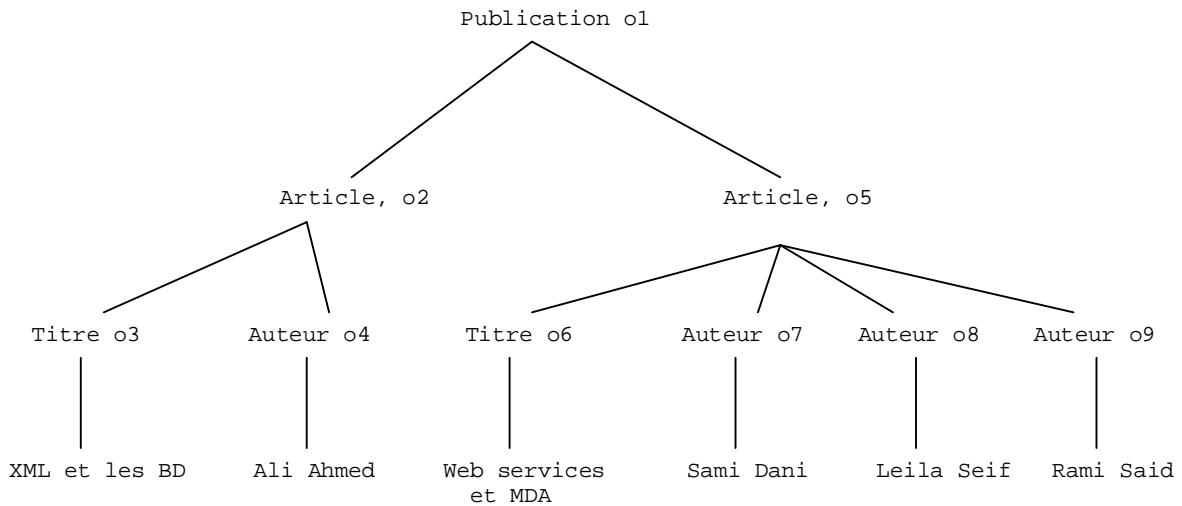 Publication o1
Article, o2
Article, o5
Titre o3
Auteur o4
Titre o6
Auteur o7
Auteur o8
Auteur o9
XML et les BD
Ali Ahmed
Web services
et MDA
Sami Dani
Leila Seif
Rami Said